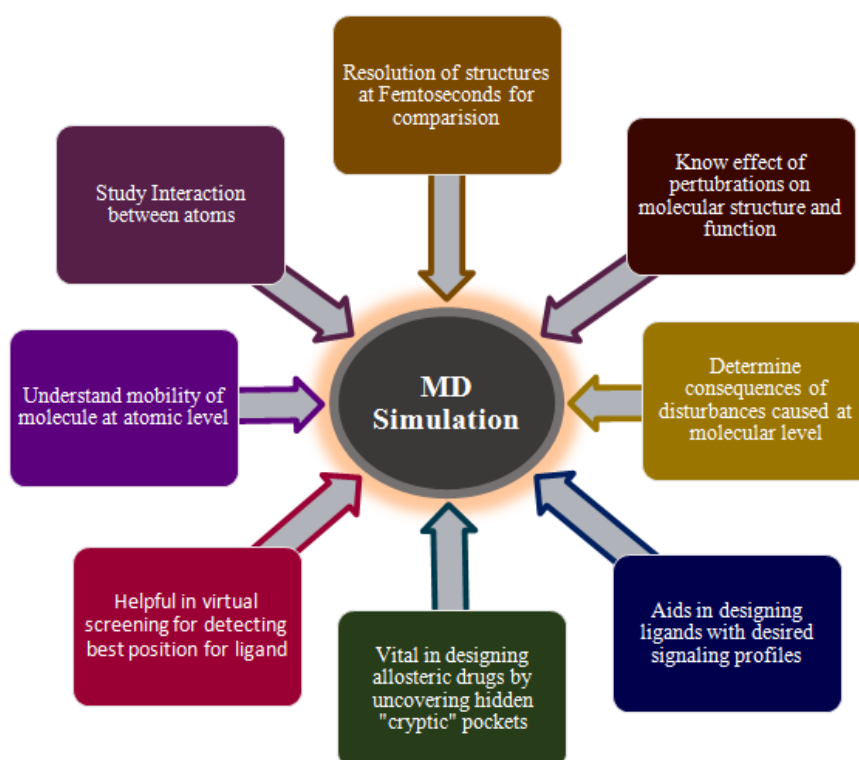 Resolution of structures
at Femtoseconds for
comparision
Know effect of
pertubrations on
molecular structure and
function
Study Interaction
between atoms
MD
Simulation
Determine
consequences of
disturbances caused at
molecular level
Understand mobility of
molecule at atomic level
Helpful in virtual
screening for detecting
best position for ligand
Vital in designing
allosteric drugs by
uncovering hidden
"cryptic" pockets
Aids in designing
ligands with desired
signaling profiles